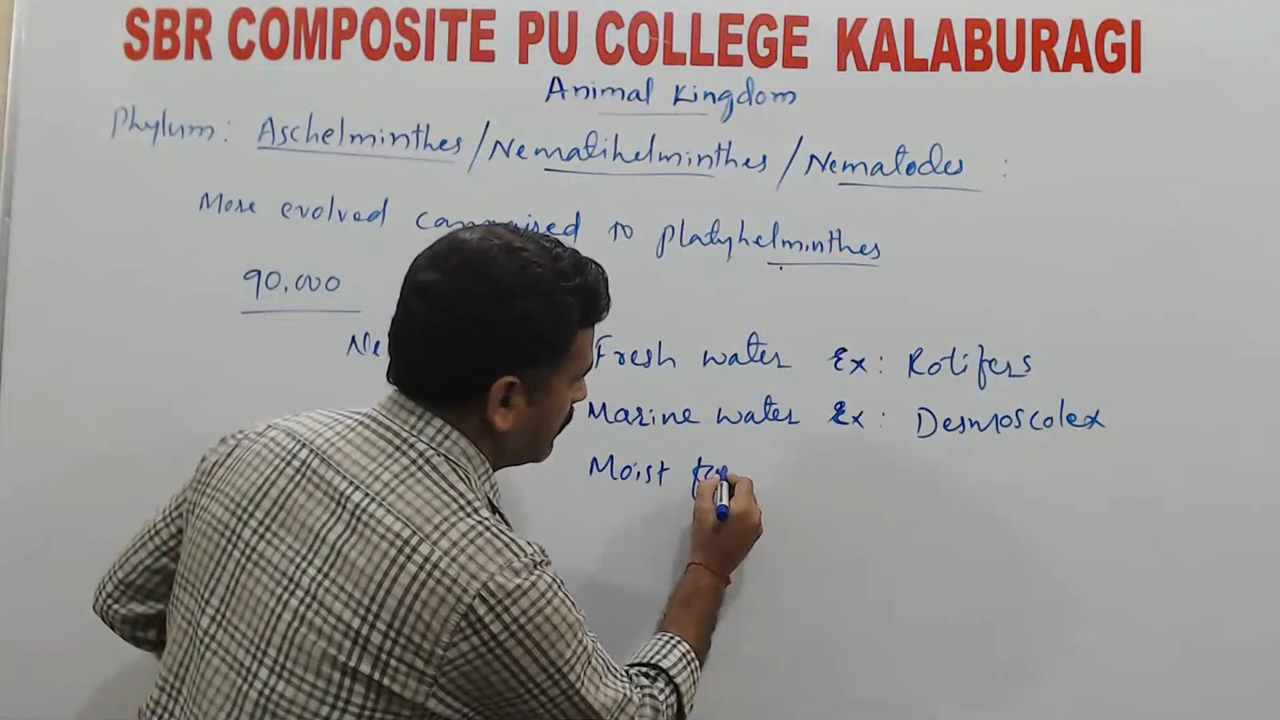 SBR COMPOSITE PU COLLEGE KALABURAGI
Animal Kingdom
Phylum: Aschelminthes/Nematihelminthes/Nematodes:
More evolved to platyhelminthes
90,000
Fresh water Ex: Rotifers
Marine water Ex: Desmoscolex
Moist